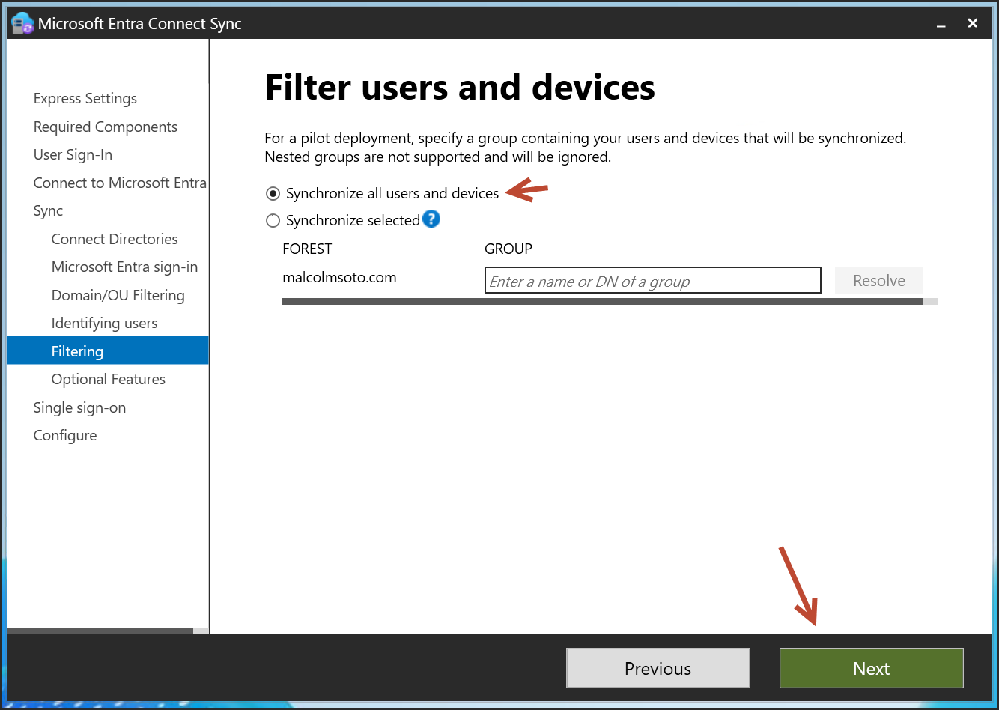 Microsoft Entra Connect Sync
Express Settings
Required Components
User Sign-In
Connect to Microsoft Entra
Sync
Connect Directories
Microsoft Entra sign-in
Domain/OU Filtering
Identifying users
Filtering
Optional Features
Single sign-on
Configure
Filter users and devices
For a pilot deployment, specify a group containing your users and devices that will be synchronized.
Nested groups are not supported and will be ignored.
Synchronize all users and devices
Synchronize selected ?
FOREST GROUP
malcolmsoto.com Enter a name or DN of a group Resolve
Previous Next